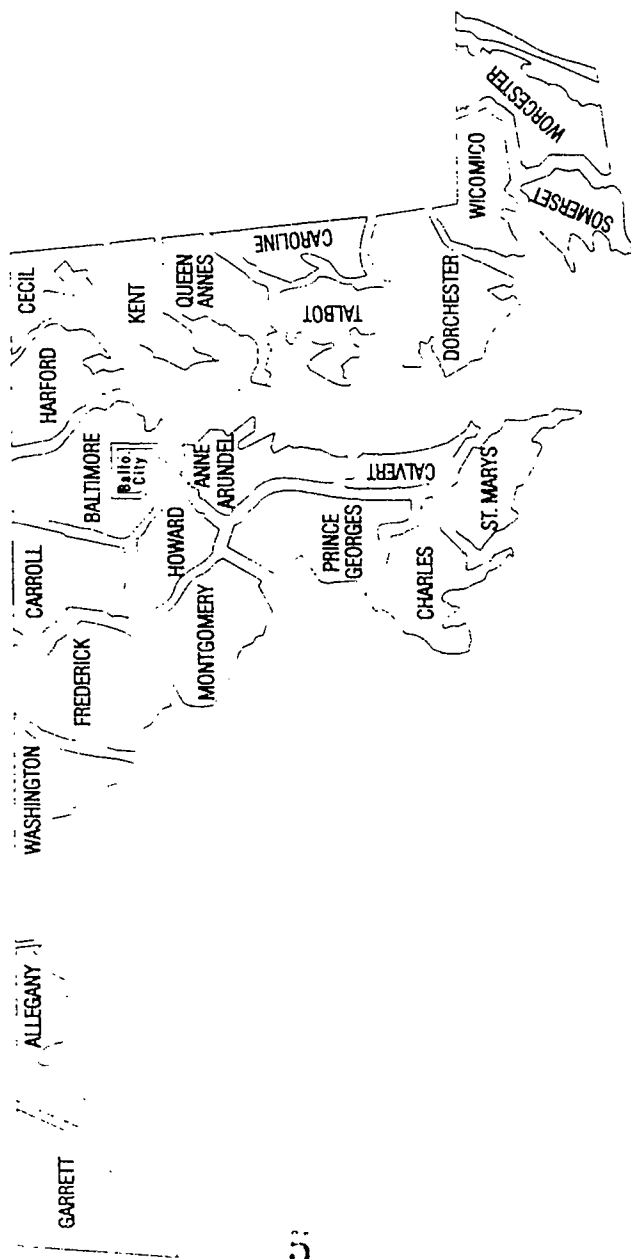 GARRETT
ALLEGANY
WASHINGTON
FREDERICK
CARROLL
BALTIMORE
Balto.
City
HARFORD
CECIL
KENT
QUEEN
ANNES
HOWARD
MONTGOMERY
ANNE
ARUNDEL
PRINCE
GEORGES
CALVERT
CHARLES
ST. MARYS
TALBOT
CAROLINE
DORCHESTER
WICOMICO
WORCESTER
SOMERSET
5